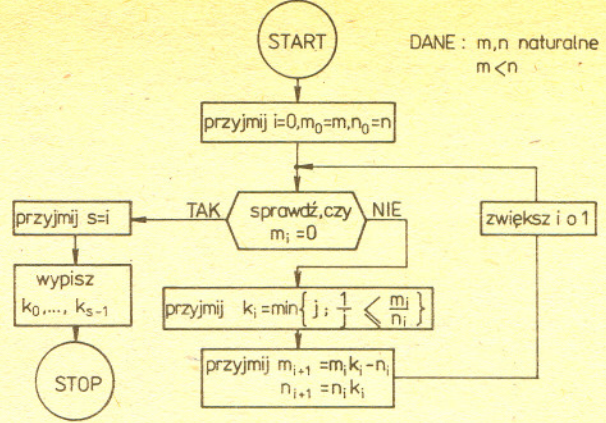 START
DANE: m,n naturalne
m<n
przyjmij i=0,m₀=m,n₀=n
sprawdź,czy
mᵢ=0
TAK
NIE
przyjmij s=i
zwiększ i o 1
wypisz
k₀,..., kₛ₋₁
przyjmij kᵢ=min{j; 1/j ⩽ mᵢ/nᵢ}
przyjmij mᵢ₊₁=mᵢkᵢ-nᵢ
nᵢ₊₁=nᵢkᵢ
STOP